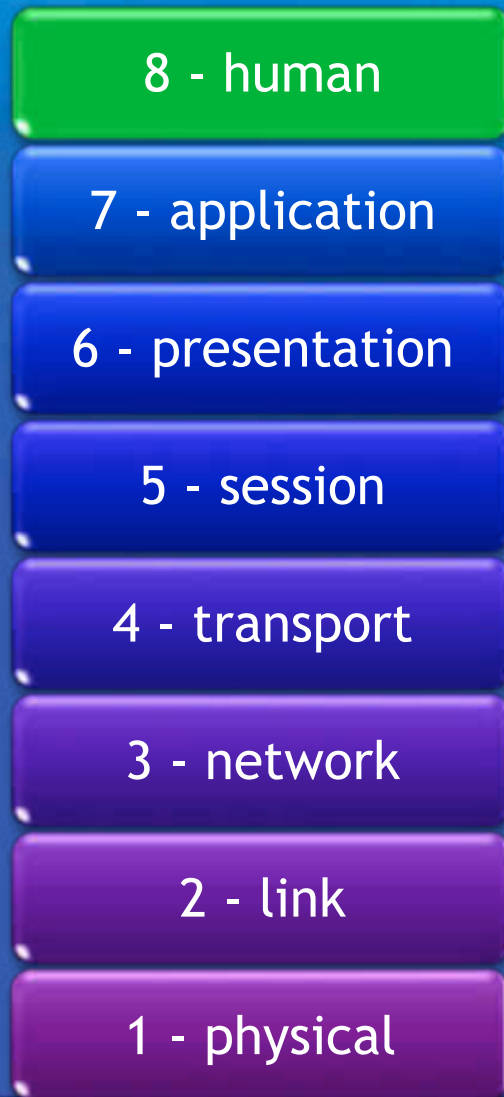 8 - human
7 - application
6 - presentation
5 - session
4 - transport
3 - network
2 - link
1 - physical